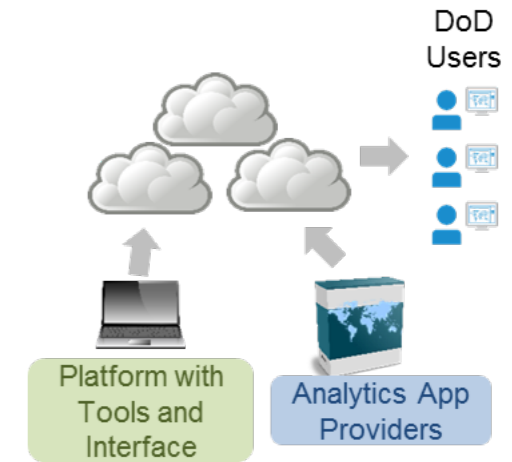 DoD
Users
Platform with
Tools and
Interface
Analytics App
Providers